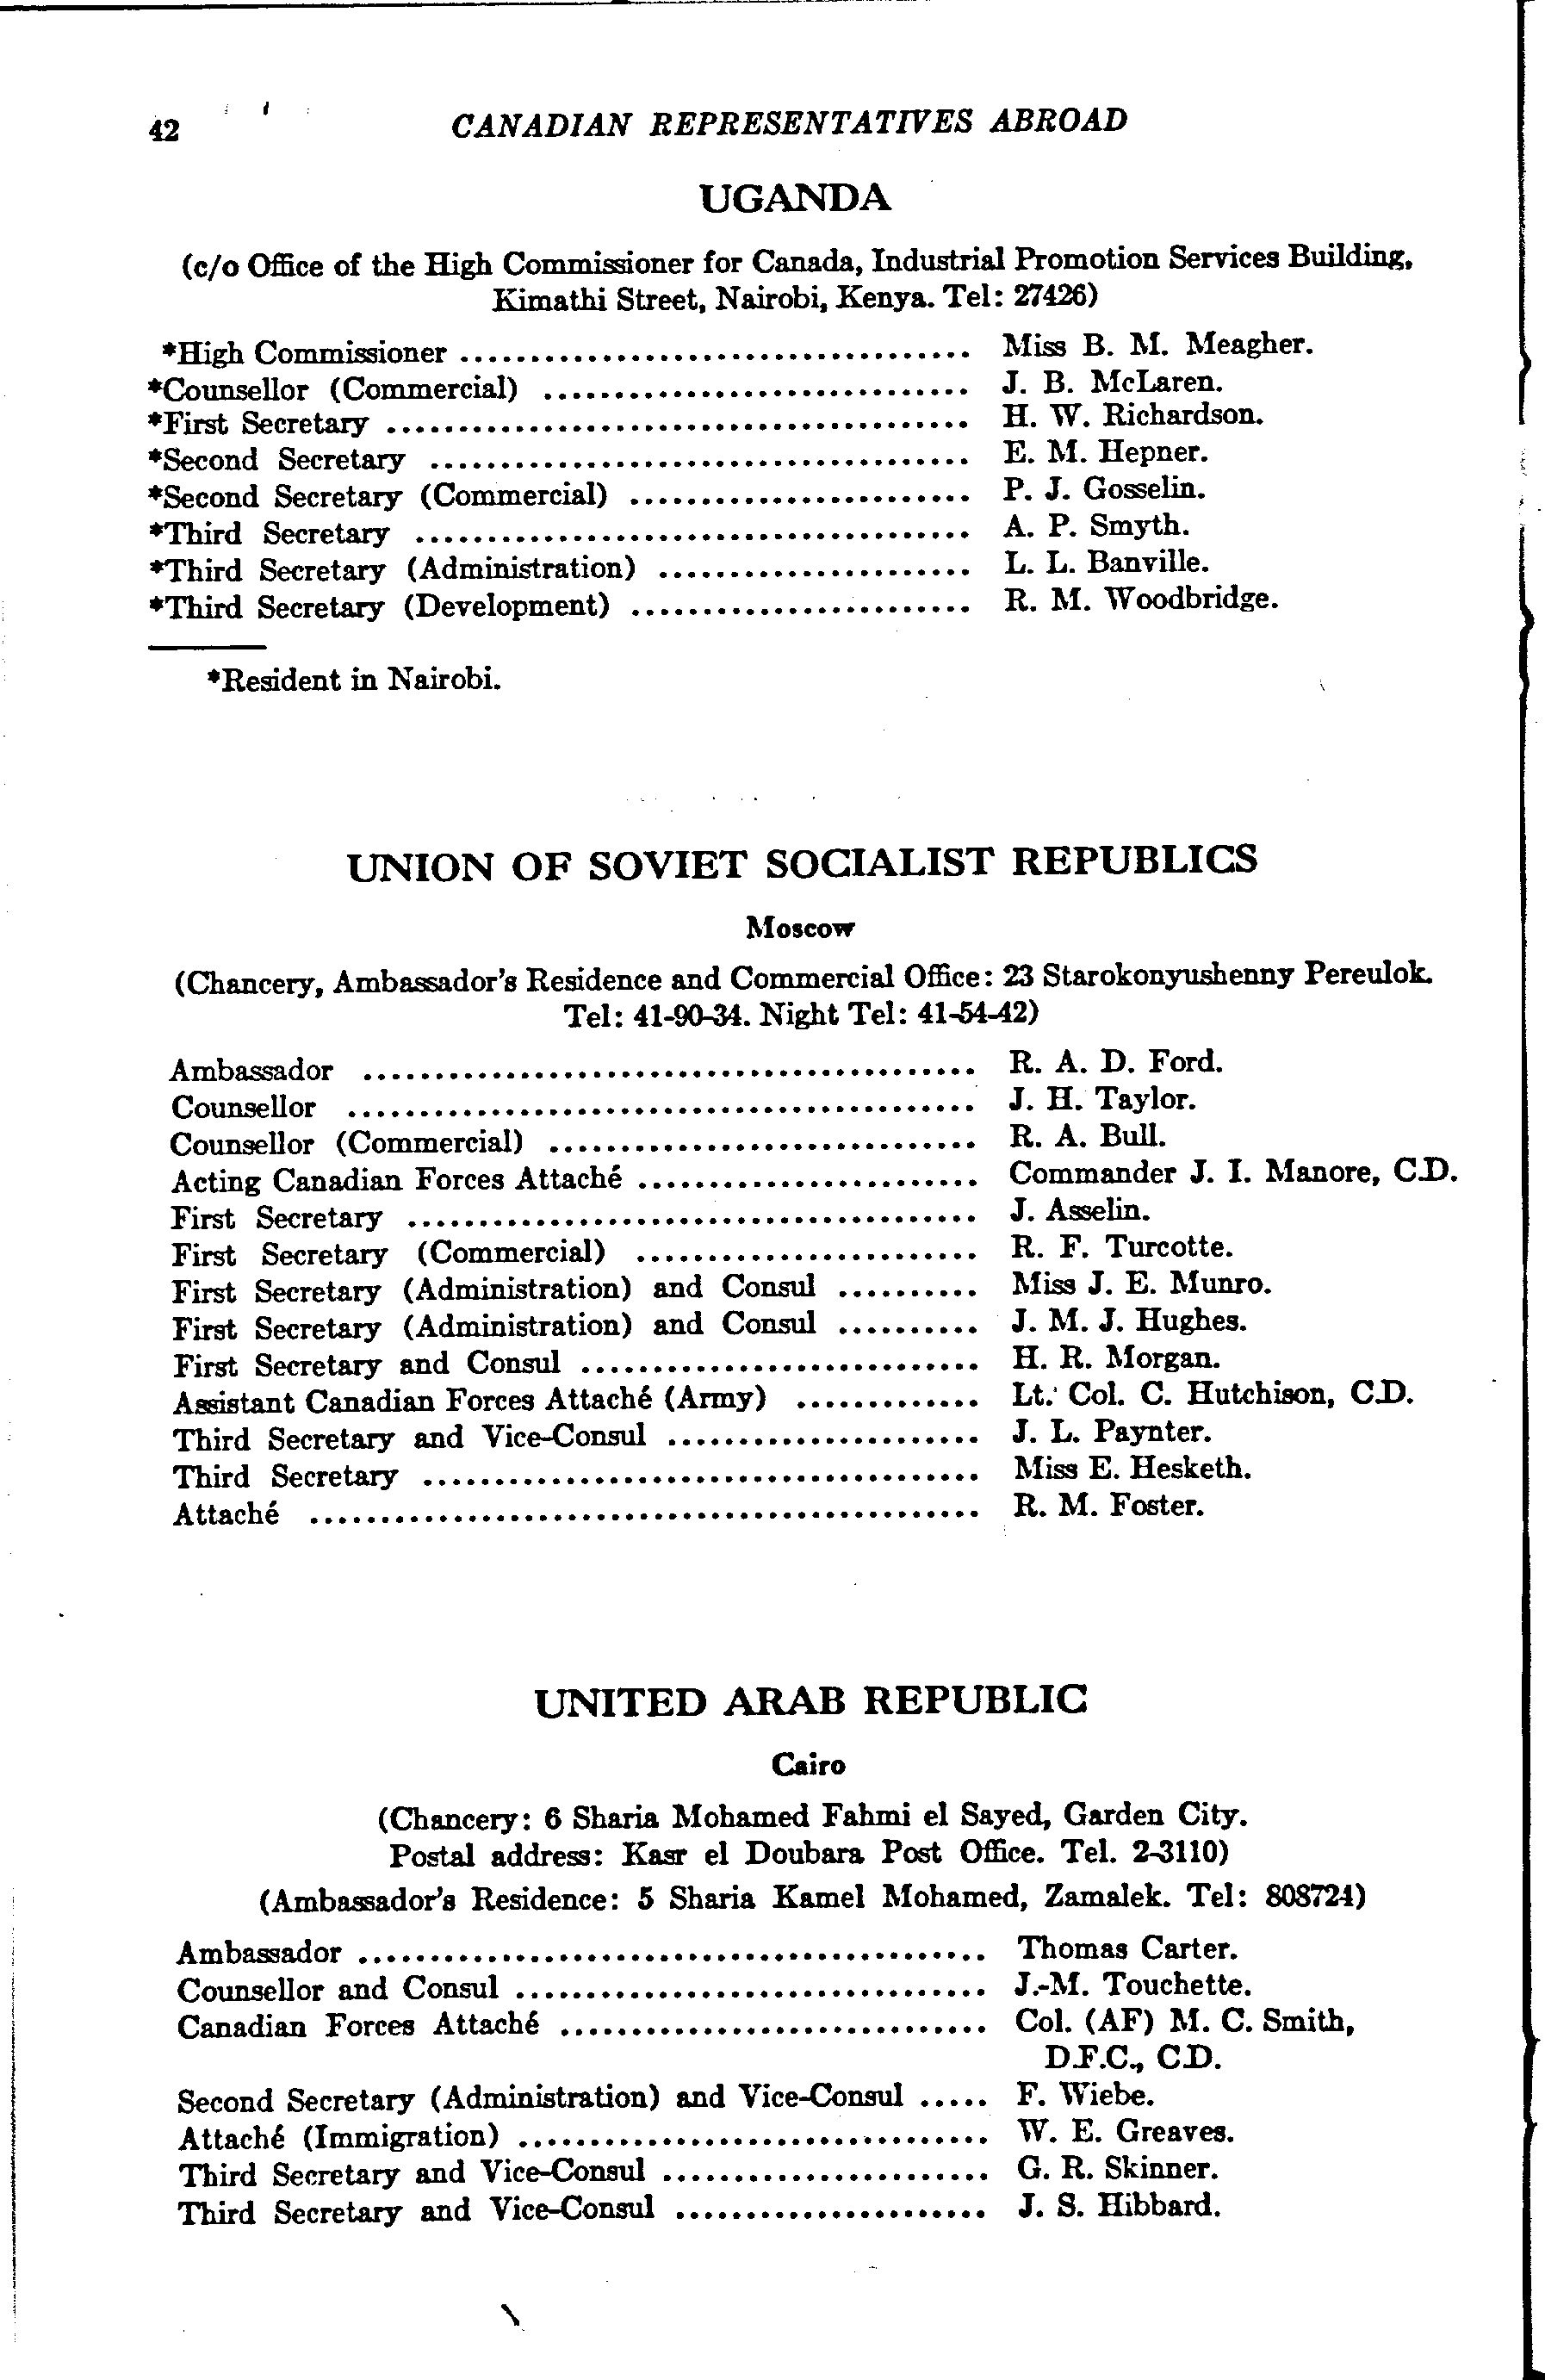 42 CANADIAN REPRESENTATIVES ABROAD
UGANDA
(c/o Office of the High Commissioner for Canada, Industrial Promotion Services Building,
Kimathi Street, Nairobi, Kenya. Tel: 27426)
*High Commissioner .................................... Miss B. M. Meagher.
*Counsellor (Commercial) .............................. J. B. McLaren.
*First Secretary ......................................... H. W. Richardson.
*Second Secretary ...................................... E. M. Hepner.
*Second Secretary (Commercial) ........................ P. J. Gosselin.
*Third Secretary ....................................... A. P. Smyth.
*Third Secretary (Administration) ...................... L. L. Banville.
*Third Secretary (Development) ........................ R. M. Woodbridge.
*Resident in Nairobi.
UNION OF SOVIET SOCIALIST REPUBLICS
Moscow
(Chancery, Ambassador's Residence and Commercial Office: 23 Starokonyushenny Pereulok.
Tel: 41-90-34. Night Tel: 41-54-42)
Ambassador ........................................... R. A. D. Ford.
Counsellor ............................................ J. H. Taylor.
Counsellor (Commercial) .............................. R. A. Bull.
Acting Canadian Forces Attaché ........................ Commander J. I. Manore, C.D.
First Secretary ........................................ J. Asselin.
First Secretary (Commercial) ........................ R. F. Turcotte.
First Secretary (Administration) and Consul .......... Miss J. E. Munro.
First Secretary (Administration) and Consul .......... J. M. J. Hughes.
First Secretary and Consul ............................ H. R. Morgan.
Assistant Canadian Forces Attaché (Army) ............. Lt. Col. C. Hutchison, C.D.
Third Secretary and Vice-Consul ...................... J. L. Paynter.
Third Secretary ....................................... Miss E. Hesketh.
Attaché ............................................... R. M. Foster.
UNITED ARAB REPUBLIC
Cairo
(Chancery: 6 Sharia Mohamed Fahmi el Sayed, Garden City.
Postal address: Kasr el Doubara Post Office. Tel. 2-3110)
(Ambassador's Residence: 5 Sharia Kamel Mohamed, Zamalek. Tel: 808724)
Ambassador ............................................ Thomas Carter.
Counsellor and Consul ................................. J.-M. Touchette.
Canadian Forces Attaché .............................. Col. (AF) M. C. Smith,
D.F.C., C.D.
Second Secretary (Administration) and Vice-Consul ..... F. Wiebe.
Attaché (Immigration) ................................. W. E. Greaves.
Third Secretary and Vice-Consul ....................... G. R. Skinner.
Third Secretary and Vice-Consul ...................... J. S. Hibbard.